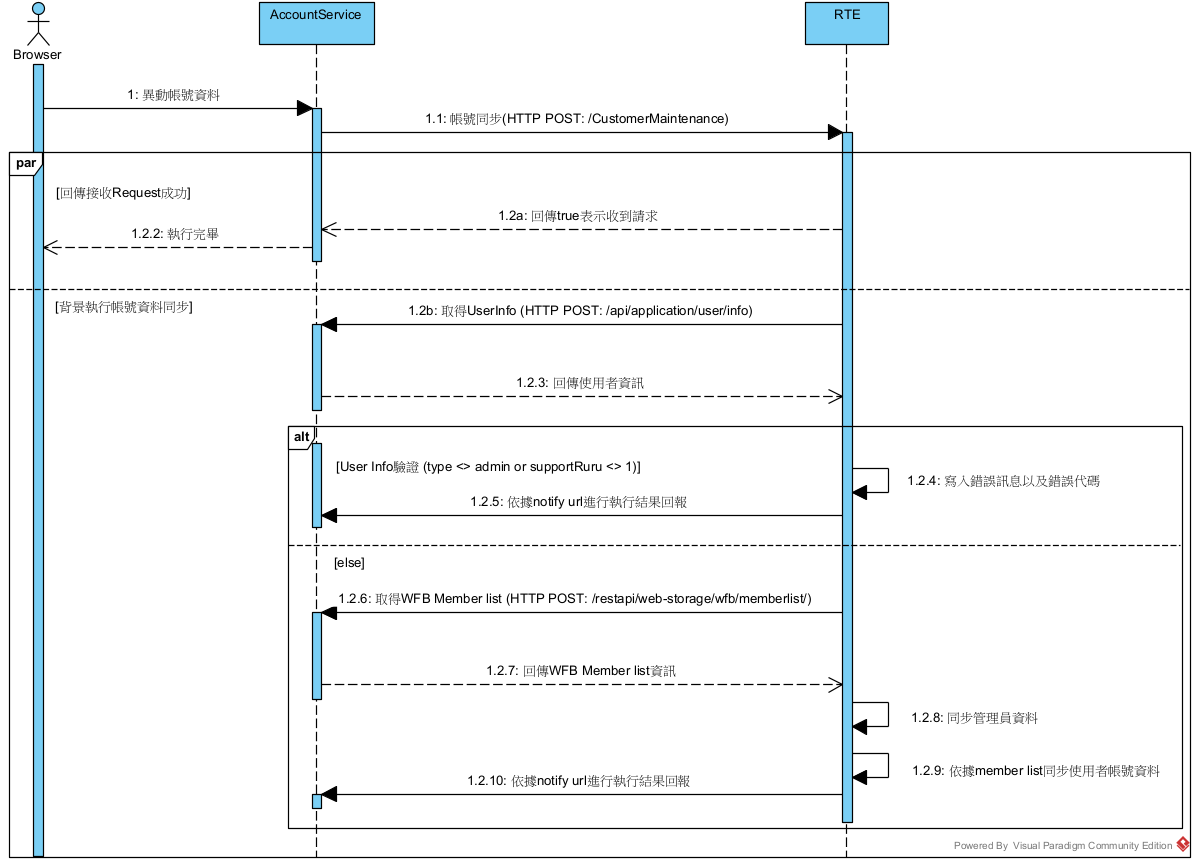 Browser
AccountService
RTE
1: 異動帳號資料
1.1: 帳號同步(HTTP POST: /CustomerMaintenance)
par
[回傳接收Request成功]
1.2a: 回傳true表示收到請求
1.2.2: 執行完畢
[背景執行帳號資料同步]
1.2b: 取得UserInfo (HTTP POST: /api/application/user/info)
1.2.3: 回傳使用者資訊
alt
[User Info驗證 (type <> admin or supportRuru <> 1)]
1.2.4: 寫入錯誤訊息以及錯誤代碼
1.2.5: 依據notify url進行執行結果回報
[else]
1.2.6: 取得WFB Member list (HTTP POST: /restapi/web-storage/wfb/memberlist/)
1.2.7: 回傳WFB Member list資訊
1.2.8: 同步管理員資料
1.2.9: 依據member list同步使用者帳號資料
1.2.10: 依據notify url進行執行結果回報
Powered By Visual Paradigm Community Edition